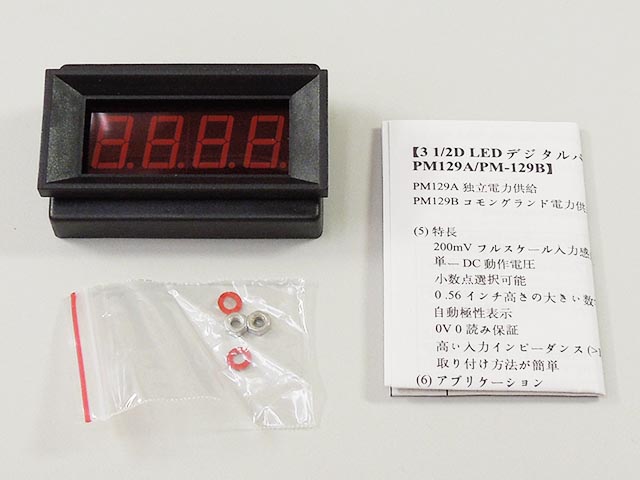 【3 1/2D LED デジタルパ
PM129A/PM-129B】
PM129A 独立電力供給
PM129B コモングランド電力供
(5) 特長
200mV フルスケール入力感
単一 DC 動作電圧
小数点選択可能
0.56 インチ高さの大きい数
自動極性表示
0V 0 読み保証
高い入力インピーダンス (>1
取り付け方法が簡単
(6) アプリケーション